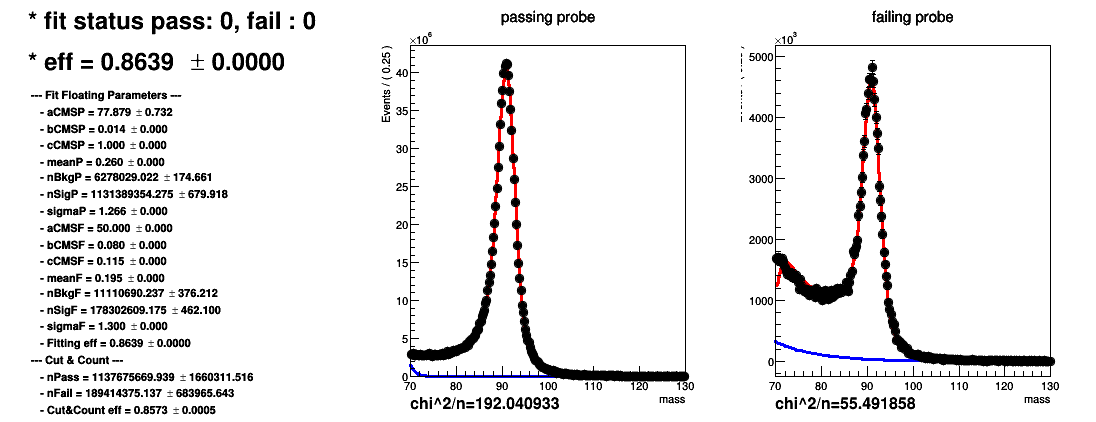 * fit status pass: 0, fail : 0
* eff = 0.8639 ± 0.0000
--- Fit Floating Parameters ---
- aCMSP = 77.879 ± 0.732
- bCMSP = 0.014 ± 0.000
- cCMSP = 1.000 ± 0.000
- meanP = 0.260 ± 0.000
- nBkgP = 6278029.022 ± 174.661
- nSigP = 1131389354.275 ± 679.918
- sigmaP = 1.266 ± 0.000
- aCMSF = 50.000 ± 0.000
- bCMSF = 0.080 ± 0.000
- cCMSF = 0.115 ± 0.000
- meanF = 0.195 ± 0.000
- nBkgF = 11110690.237 ± 376.212
- nSigF = 178302609.175 ± 462.100
- sigmaF = 1.300 ± 0.000
- Fitting eff = 0.8639 ± 0.0000
--- Cut & Count ---
- nPass = 1137675669.939 ± 1660311.516
- nFail = 189414375.137 ± 683965.643
- Cut&Count eff = 0.8573 ± 0.0005
passing probe
×10⁶
Events / ( 0.25 )
40
35
30
25
20
15
10
5
0
70 80 90 100 110 120 130
mass
chi^2/n=192.040933
failing probe
×10³
5000
4000
3000
2000
1000
0
70 80 90 100 110 120 130
mass
chi^2/n=55.491858